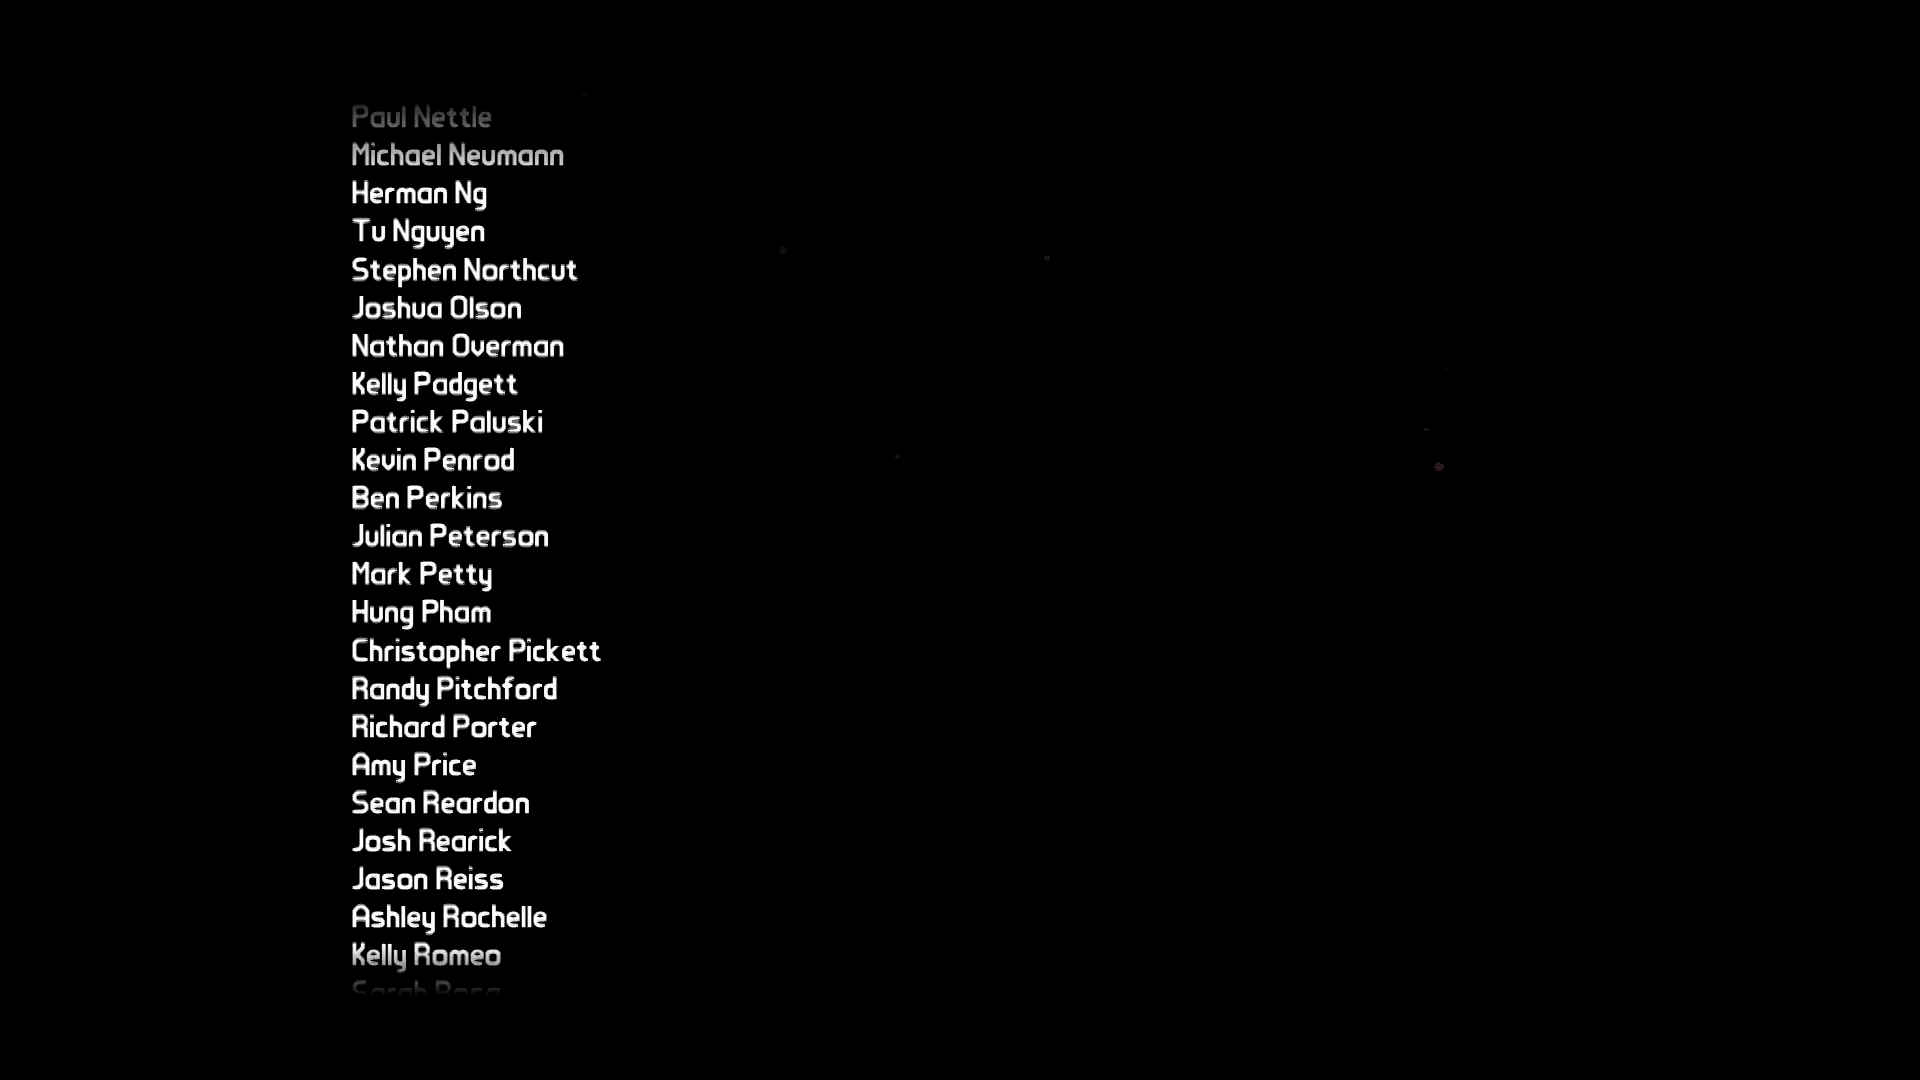 Paul Nettle
Michael Neumann
Herman Ng
Tu Nguyen
Stephen Northcut
Joshua Olson
Nathan Overman
Kelly Padgett
Patrick Paluski
Kevin Penrod
Ben Perkins
Julian Peterson
Mark Petty
Hung Pham
Christopher Pickett
Randy Pitchford
Richard Porter
Amy Price
Sean Reardon
Josh Rearick
Jason Reiss
Ashley Rochelle
Kelly Romeo
Sarah